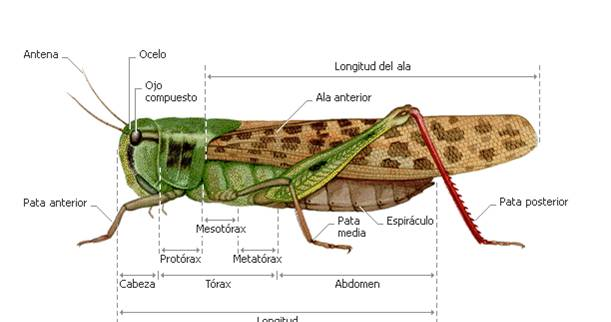 Antena
Ocelo
Longitud del ala
Ojo
compuesto
Ala anterior
Pata anterior
Pata
media
Espiráculo
Pata posterior
Mesotórax
Protórax
Metatórax
Cabeza
Tórax
Abdomen
Longitud